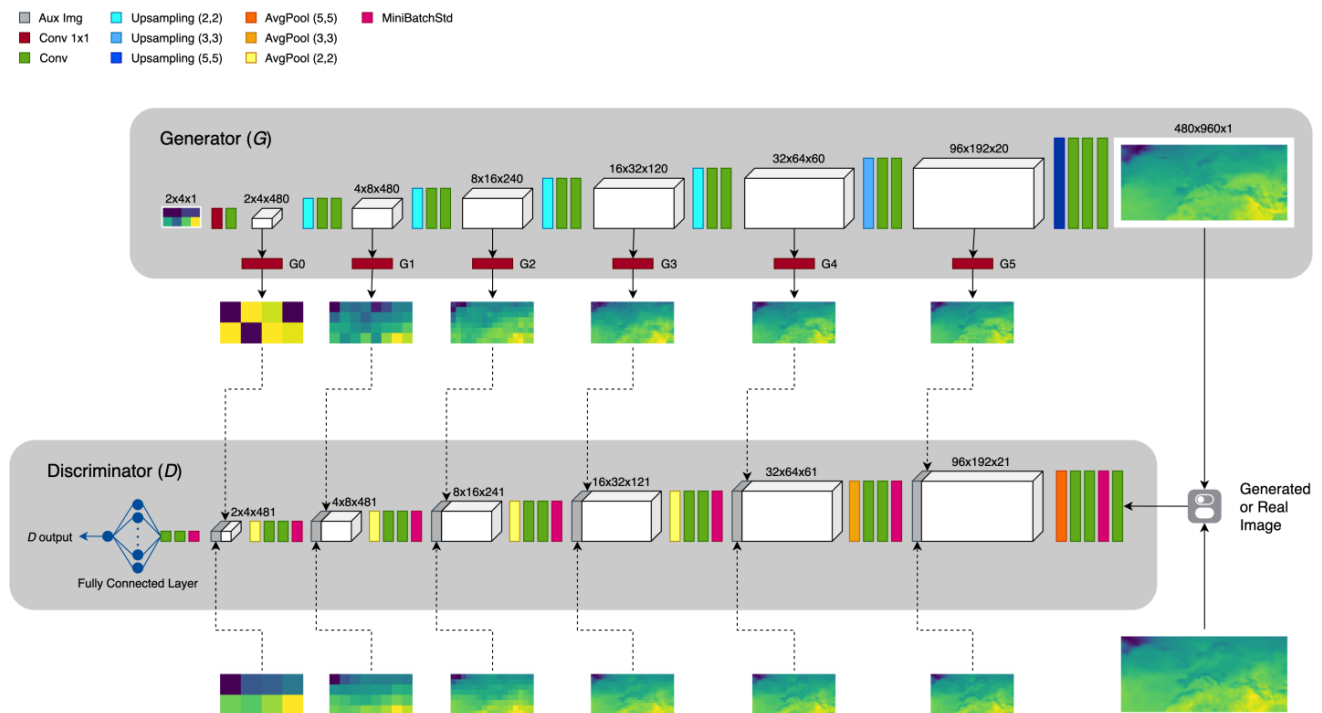 Aux Img
Upsampling (2,2)
AvgPool (5,5)
MiniBatchStd
Conv 1x1
Upsampling (3,3)
AvgPool (3,3)
Conv
Upsampling (5,5)
AvgPool (2,2)
Generator (G)
480x960x1
96x192x20
32x64x60
16x32x120
8x16x240
4x8x480
2x4x1
2x4x480
G0
G1
G2
G3
G4
G5
Discriminator (D)
96x192x21
32x64x61
16x32x121
8x16x241
4x8x481
2x4x481
Generated
or Real
Image
D output
Fully Connected Layer